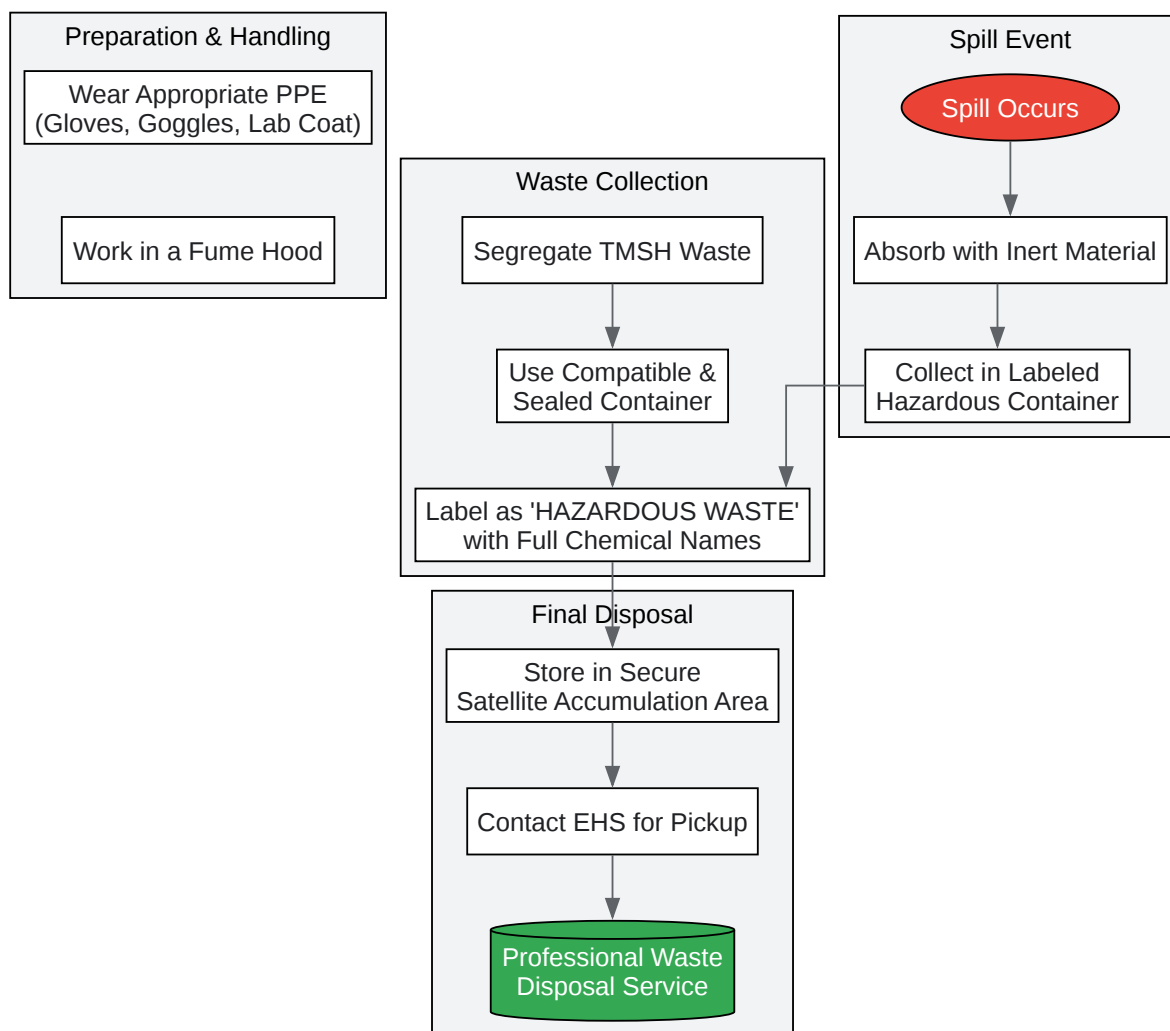 Preparation & Handling
Wear Appropriate PPE
(Gloves, Goggles, Lab Coat)
Work in a Fume Hood
Spill Event
Spill Occurs
Absorb with Inert Material
Collect in Labeled
Hazardous Container
Waste Collection
Segregate TMSH Waste
Use Compatible &
Sealed Container
Label as 'HAZARDOUS WASTE'
with Full Chemical Names
Final Disposal
Store in Secure
Satellite Accumulation Area
Contact EHS for Pickup
Professional Waste
Disposal Service